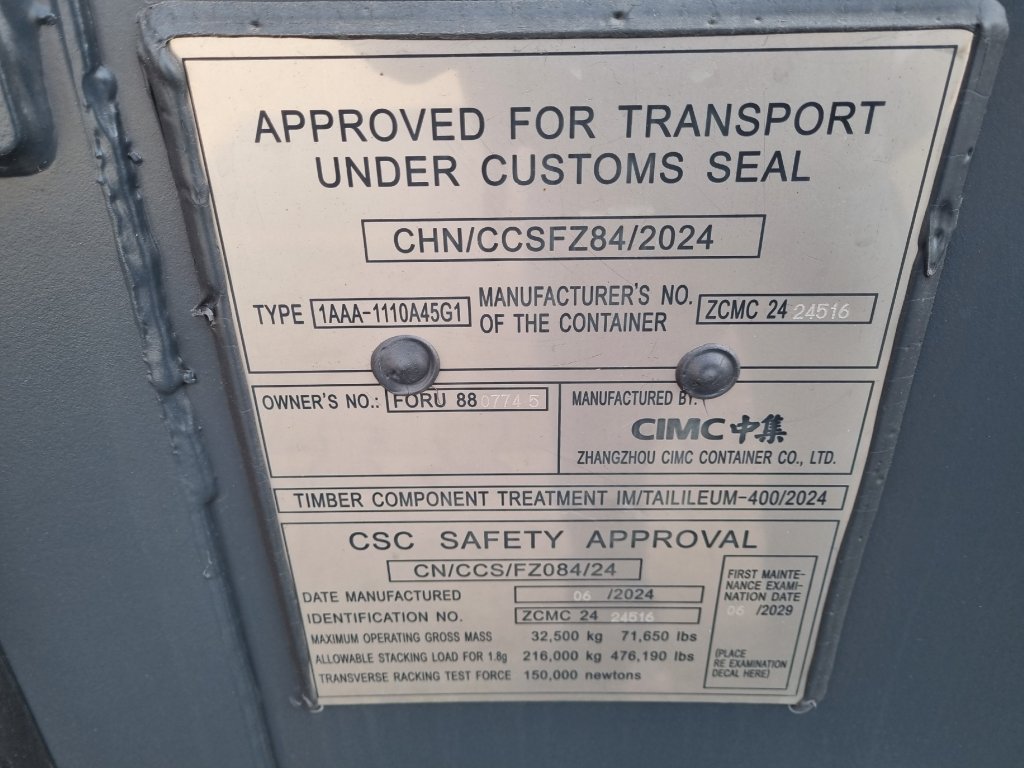 APPROVED FOR TRANSPORT
UNDER CUSTOMS SEAL
CHN/CCSFZ84/2024
TYPE 1AAA-1110A45G1 MANUFACTURER'S NO. OF THE CONTAINER ZCMC 24 24516
OWNER'S NO.: FORU 88 0774 5
MANUFACTURED BY:
CIMC 中集
ZHANGZHOU CIMC CONTAINER CO., LTD.
TIMBER COMPONENT TREATMENT IM/TAILILEUM-400/2024
CSC SAFETY APPROVAL
CN/CCS/FZ084/24
DATE MANUFACTURED 06 /2024
IDENTIFICATION NO. ZCMC 24 24516
MAXIMUM OPERATING GROSS MASS 32,500 kg 71,650 lbs
ALLOWABLE STACKING LOAD FOR 1.8g 216,000 kg 476,190 lbs
TRANSVERSE RACKING TEST FORCE 150,000 newtons
FIRST MAINTE-
NANCE EXAMI-
NATION DATE
06 /2029
(PLACE
RE EXAMINATION
DECAL HERE)